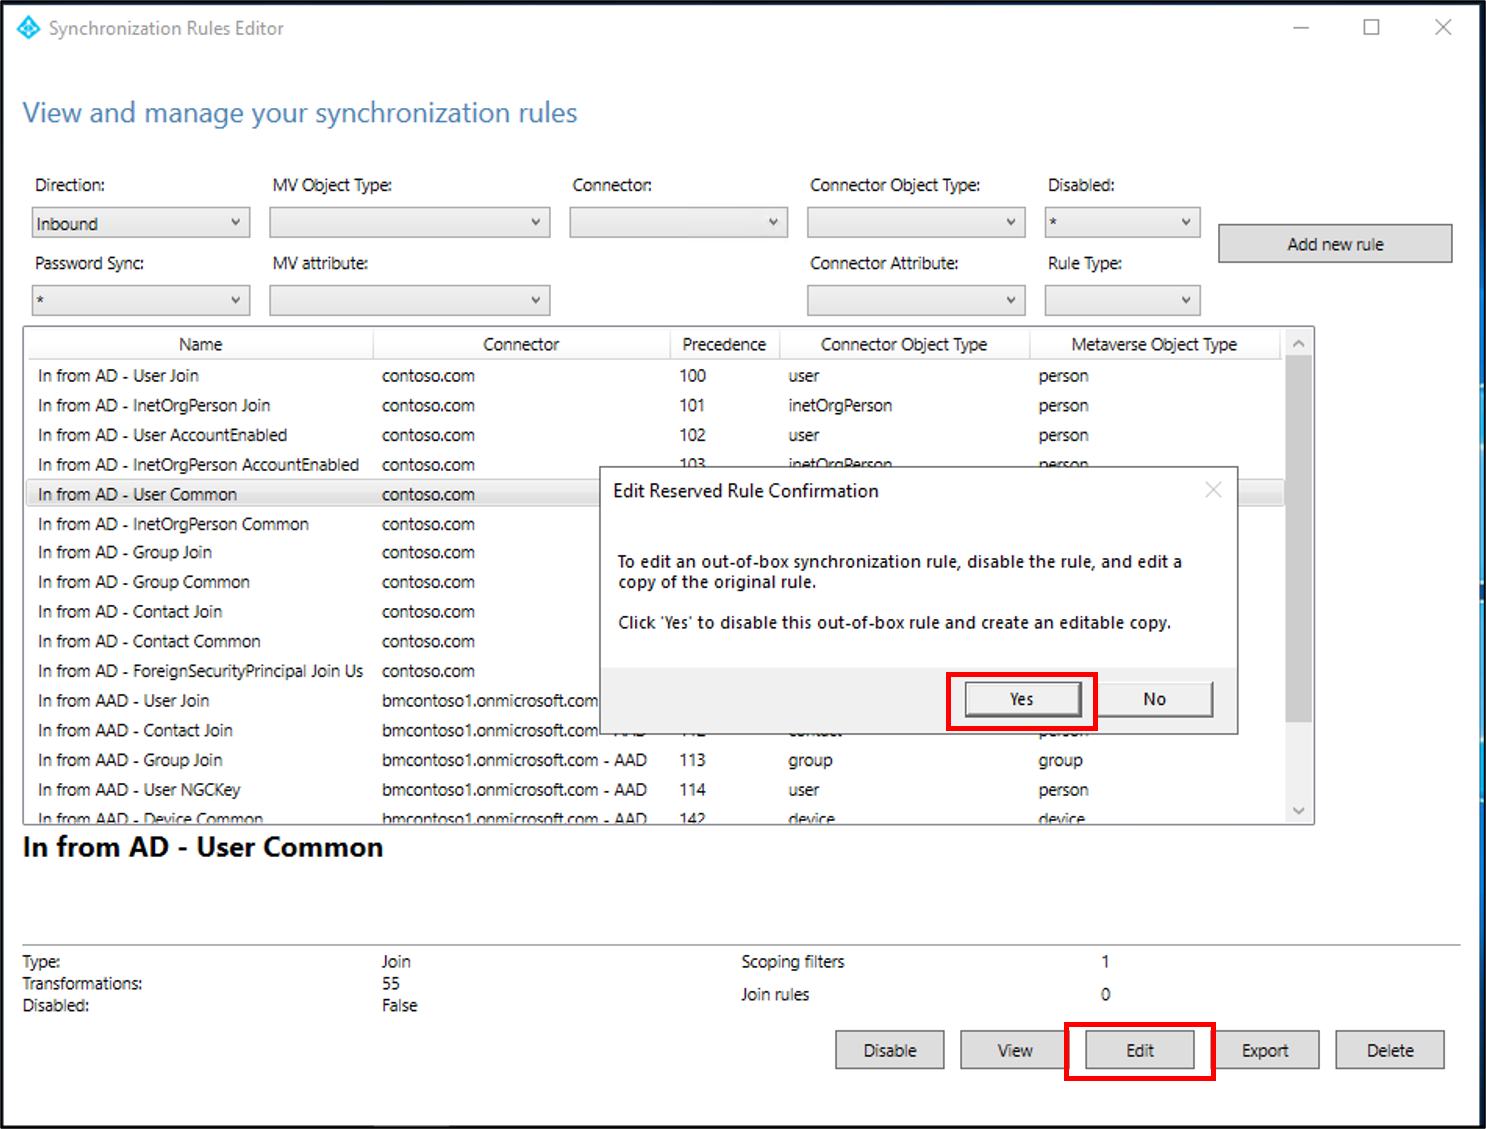 Synchronization Rules Editor
View and manage your synchronization rules
Direction: MV Object Type: Connector: Connector Object Type: Disabled:
Inbound *
Add new rule
Password Sync: MV attribute: Connector Attribute: Rule Type:
*
Name Connector Precedence Connector Object Type Metaverse Object Type
In from AD - User Join contoso.com 100 user person
In from AD - InetOrgPerson Join contoso.com 101 inetOrgPerson person
In from AD - User AccountEnabled contoso.com 102 user person
In from AD - InetOrgPerson AccountEnabled contoso.com 103 inetOrgPerson person
In from AD - User Common contoso.com
In from AD - InetOrgPerson Common contoso.com
In from AD - Group Join contoso.com
In from AD - Group Common contoso.com
In from AD - Contact Join contoso.com
In from AD - Contact Common contoso.com
In from AD - ForeignSecurityPrincipal Join Us contoso.com
In from AAD - User Join bmcontoso1.onmicrosoft.com
In from AAD - Contact Join bmcontoso1.onmicrosoft.com - AAD 112 contact person
In from AAD - Group Join bmcontoso1.onmicrosoft.com - AAD 113 group group
In from AAD - User NGCKey bmcontoso1.onmicrosoft.com - AAD 114 user person
In from AAD - Device Common bmcontoso1.onmicrosoft.com - AAD 142 device device
Edit Reserved Rule Confirmation
To edit an out-of-box synchronization rule, disable the rule, and edit a
copy of the original rule.
Click 'Yes' to disable this out-of-box rule and create an editable copy.
Yes No
In from AD - User Common
Type: Join Scoping filters 1
Transformations: 55
Join rules 0
Disabled: False
Disable View Edit Export Delete